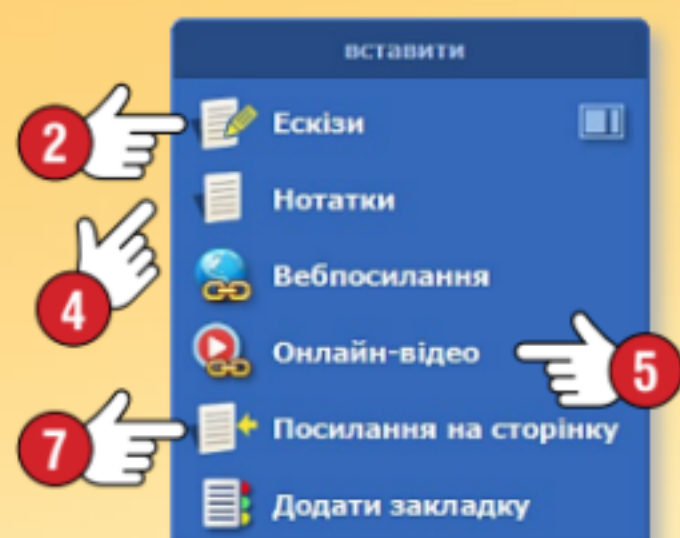 вставити
2 Ескізи
Нотатки
4
Вебпосилання
Онлайн-відео 5
7 Посилання на сторінку
Додати закладку